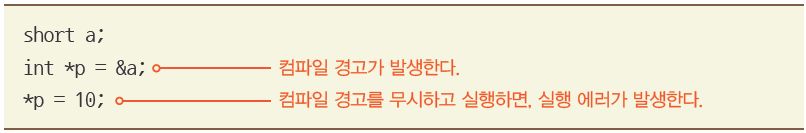 short a;
int *p = &a; 컴파일 경고가 발생한다.
*p = 10; 컴파일 경고를 무시하고 실행하면, 실행 에러가 발생한다.